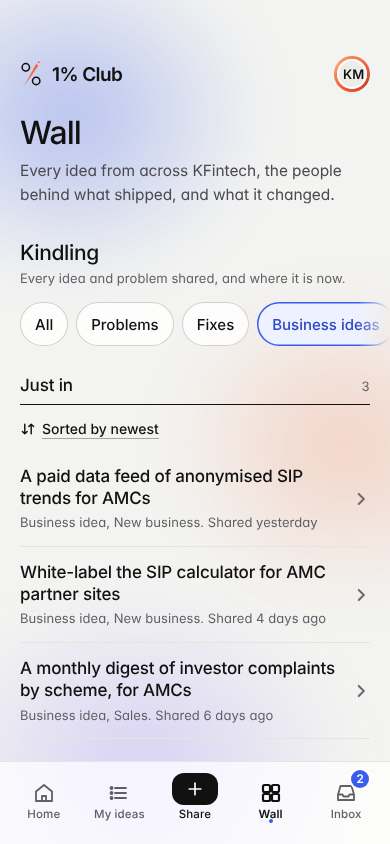 1% Club
KM
Wall
Every idea from across KFintech, the people
behind what shipped, and what it changed.
Kindling
Every idea and problem shared, and where it is now.
All
Problems
Fixes
Business ideas
Just in
3
Sorted by newest
A paid data feed of anonymised SIP
trends for AMCs
Business idea, New business. Shared yesterday
White-label the SIP calculator for AMC
partner sites
Business idea, New business. Shared 4 days ago
A monthly digest of investor complaints
by scheme, for AMCs
Business idea, Sales. Shared 6 days ago
2
Home
My ideas
Share
Wall
Inbox